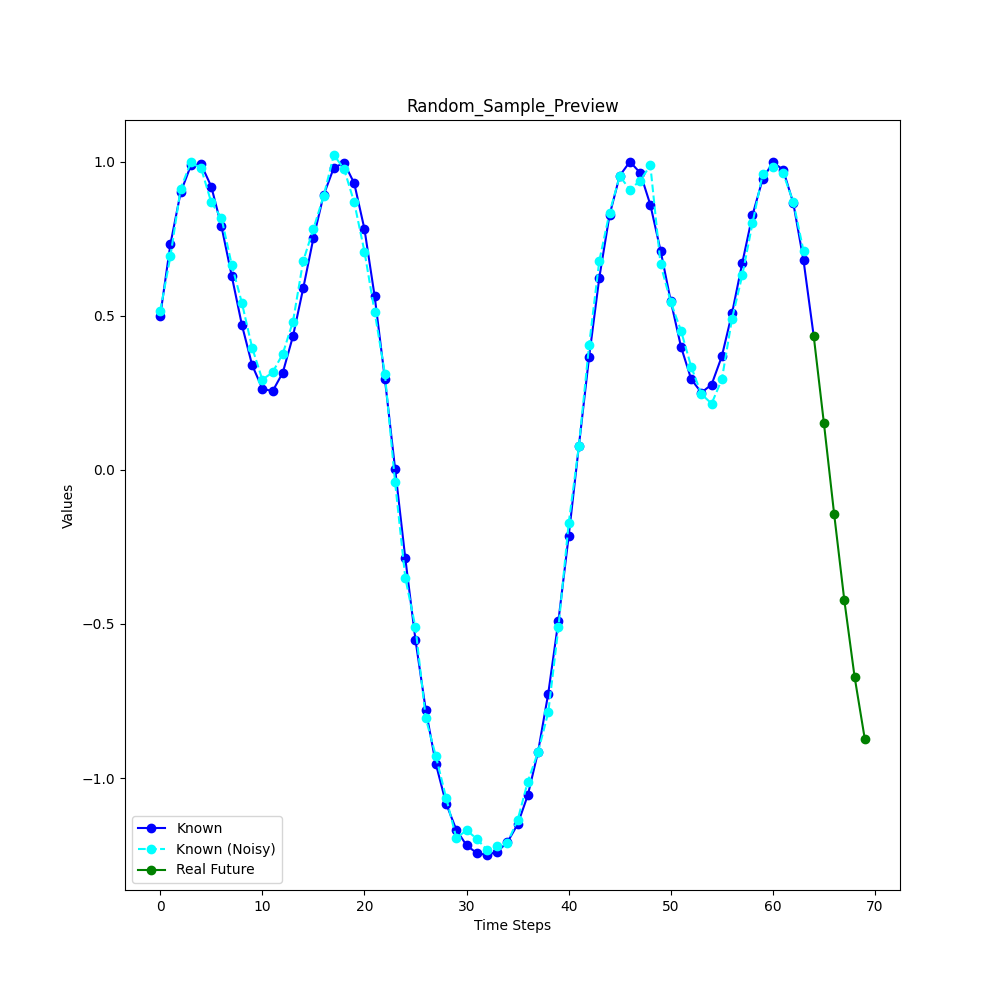 Random_Sample_Preview
1.0
0.5
0.0
−0.5
−1.0
Values
Known
Known (Noisy)
Real Future
0 10 20 30 40 50 60 70
Time Steps